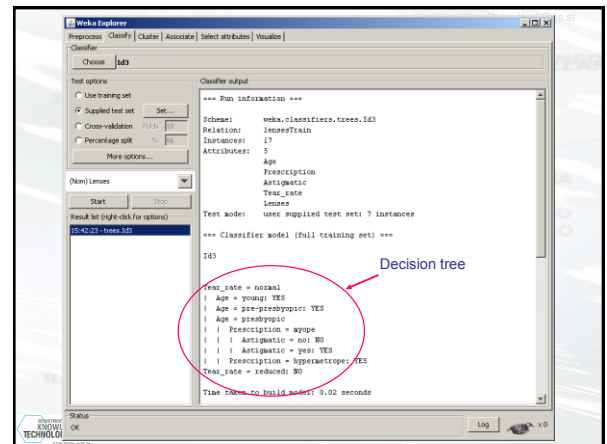 Weka Explorer
Preprocess Classify Cluster Associate Select attributes Visualize
Classifier
Choose Id3
Test options
Use training set
Supplied test set Set...
Cross-validation Folds 10
Percentage split % 66
More options...
(Nom) Lenses
Start Stop
Result list (right-click for options)
15:42:23 - trees.Id3
Classifier output
=== Run information ===
Scheme: weka.classifiers.trees.Id3
Relation: lensesTrain
Instances: 17
Attributes: 5
Age
Prescription
Astigmatic
Tear_rate
Lenses
Test mode: user supplied test set: 7 instances
=== Classifier model (full training set) ===
Id3
Decision tree
Tear_rate = normal
| Age = young: YES
| Age = pre-presbyopic: YES
| Age = presbyopic
| | Prescription = myope
| | | Astigmatic = no: NO
| | | Astigmatic = yes: YES
| | Prescription = hypermetrope: YES
Tear_rate = reduced: NO
Time taken to build model: 0.02 seconds
Status
OK
Log x 0